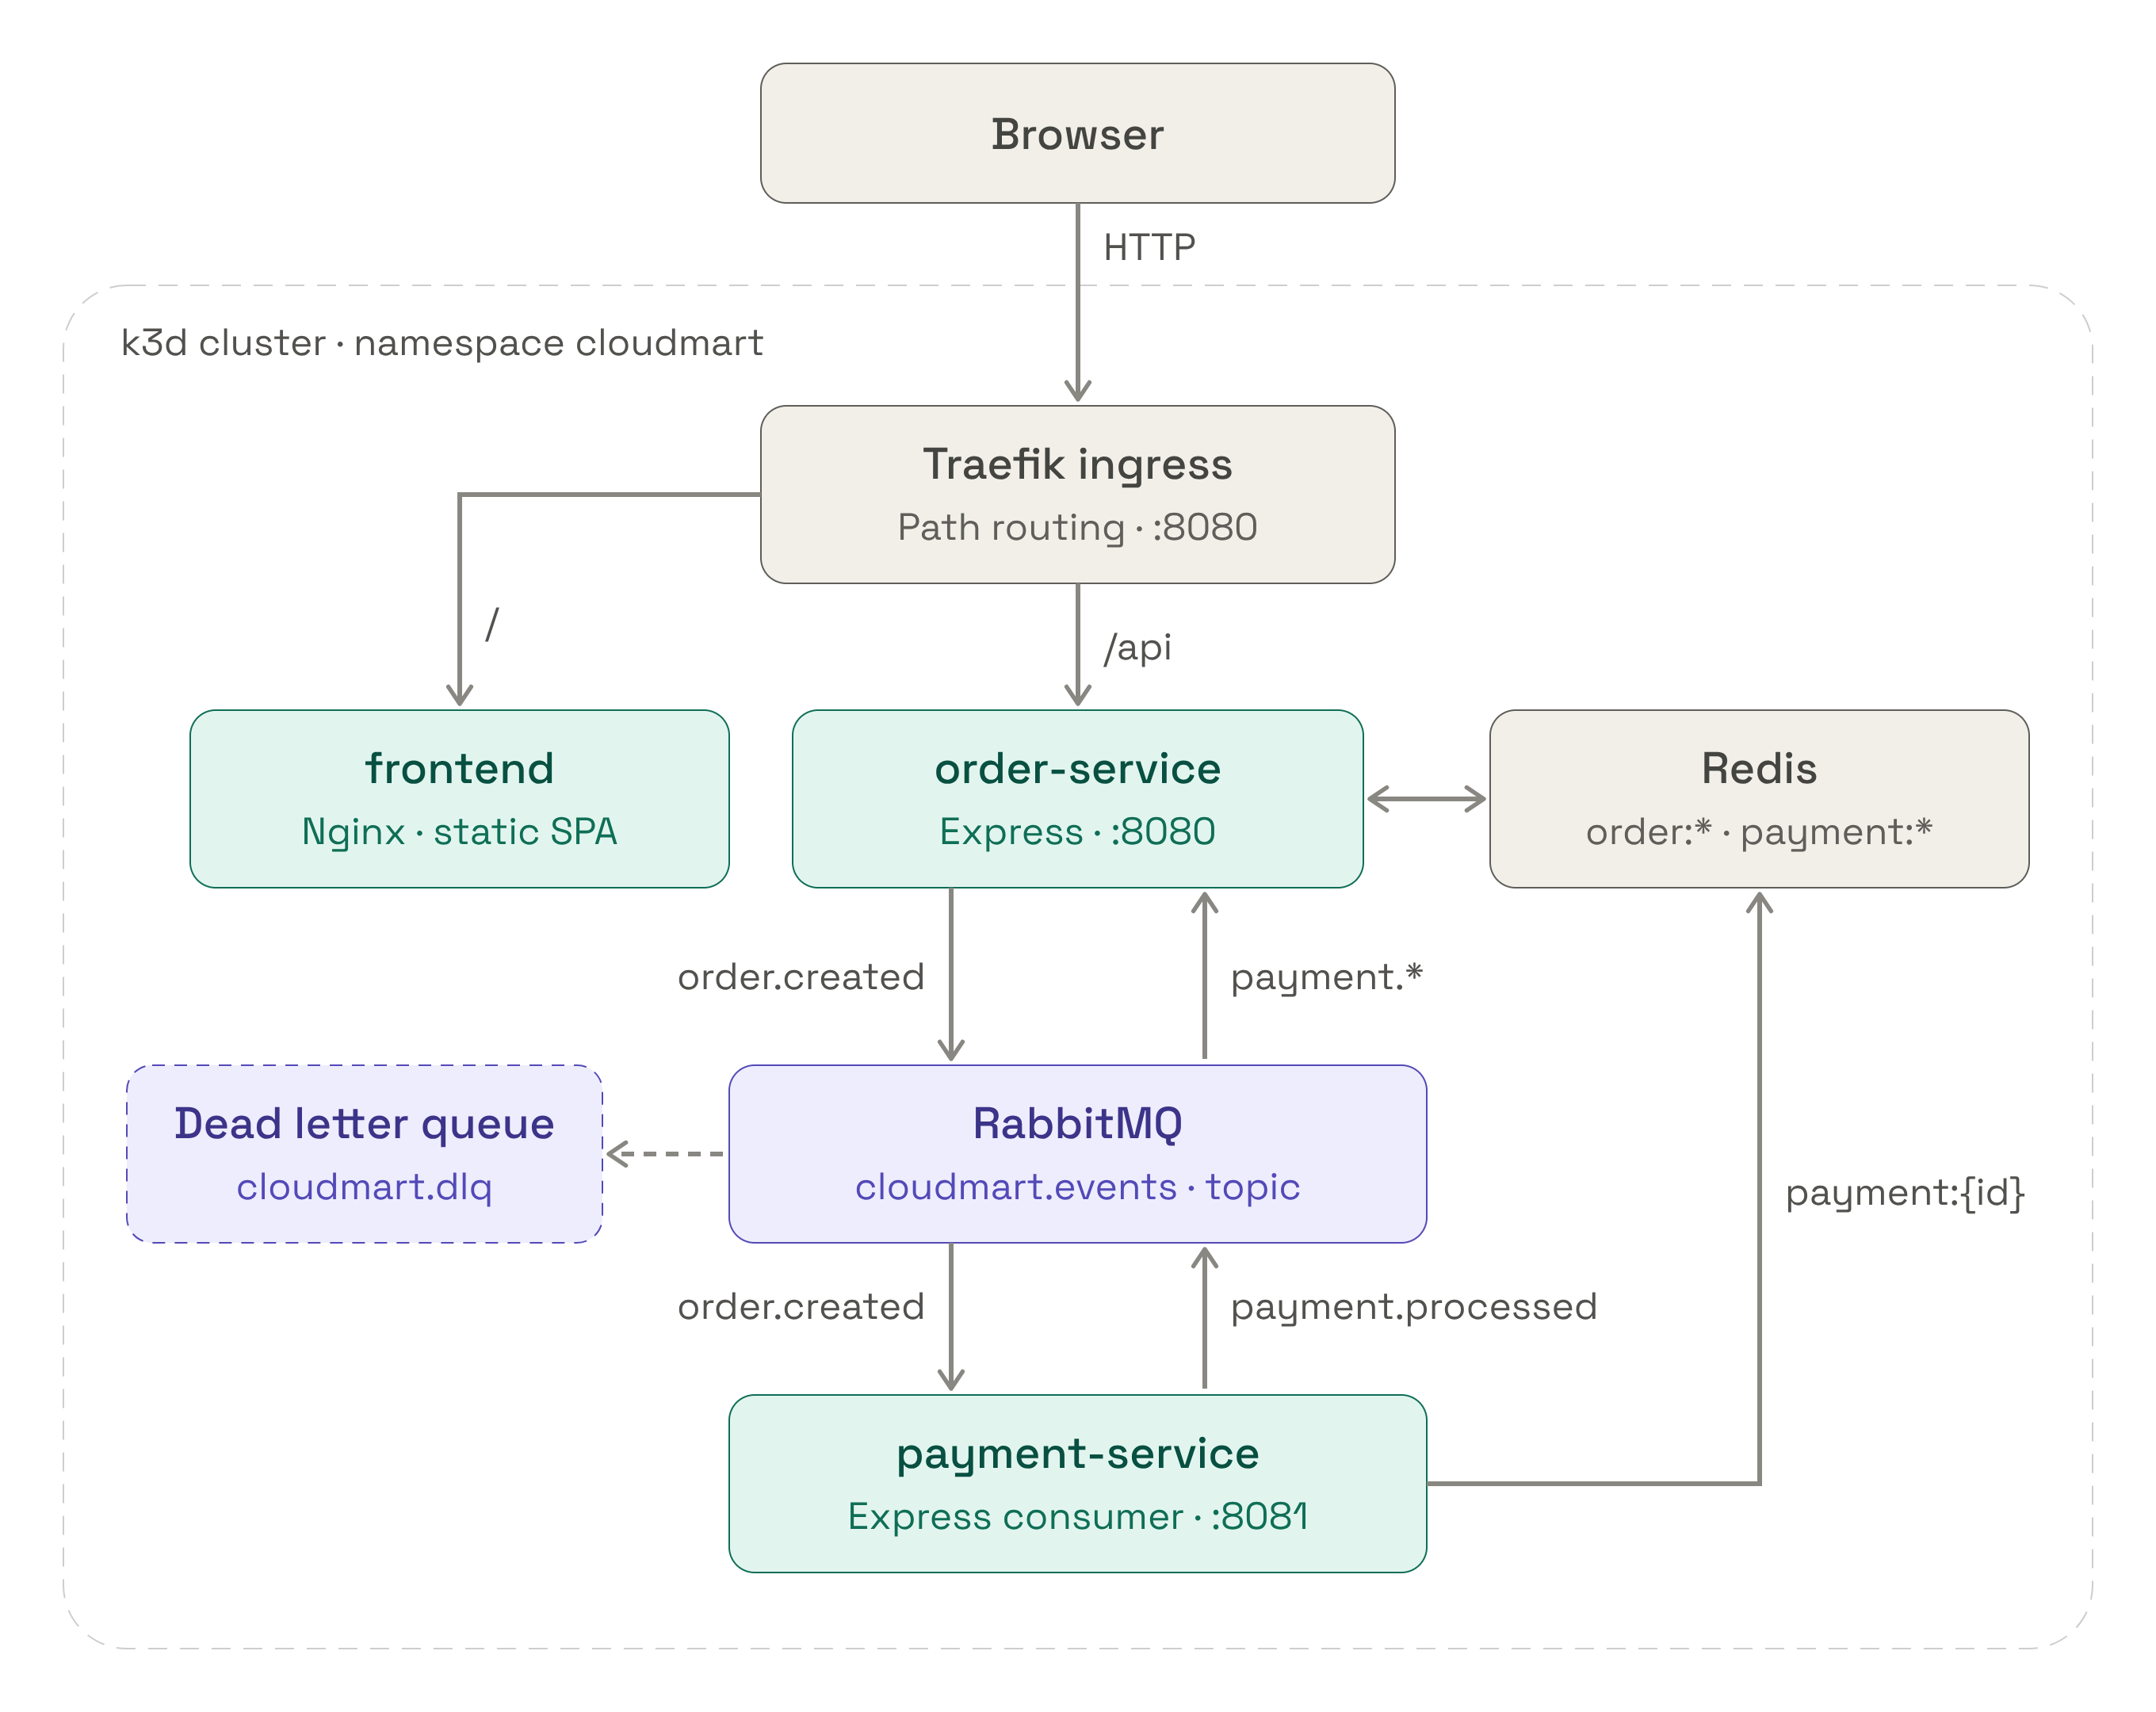 Browser
HTTP
k3d cluster · namespace cloudmart
Traefik ingress
Path routing · :8080
/
/api
frontend
Nginx · static SPA
order-service
Express · :8080
Redis
order:* · payment:*
order.created
payment.*
Dead letter queue
cloudmart.dlq
RabbitMQ
cloudmart.events · topic
payment:{id}
order.created
payment.processed
payment-service
Express consumer · :8081